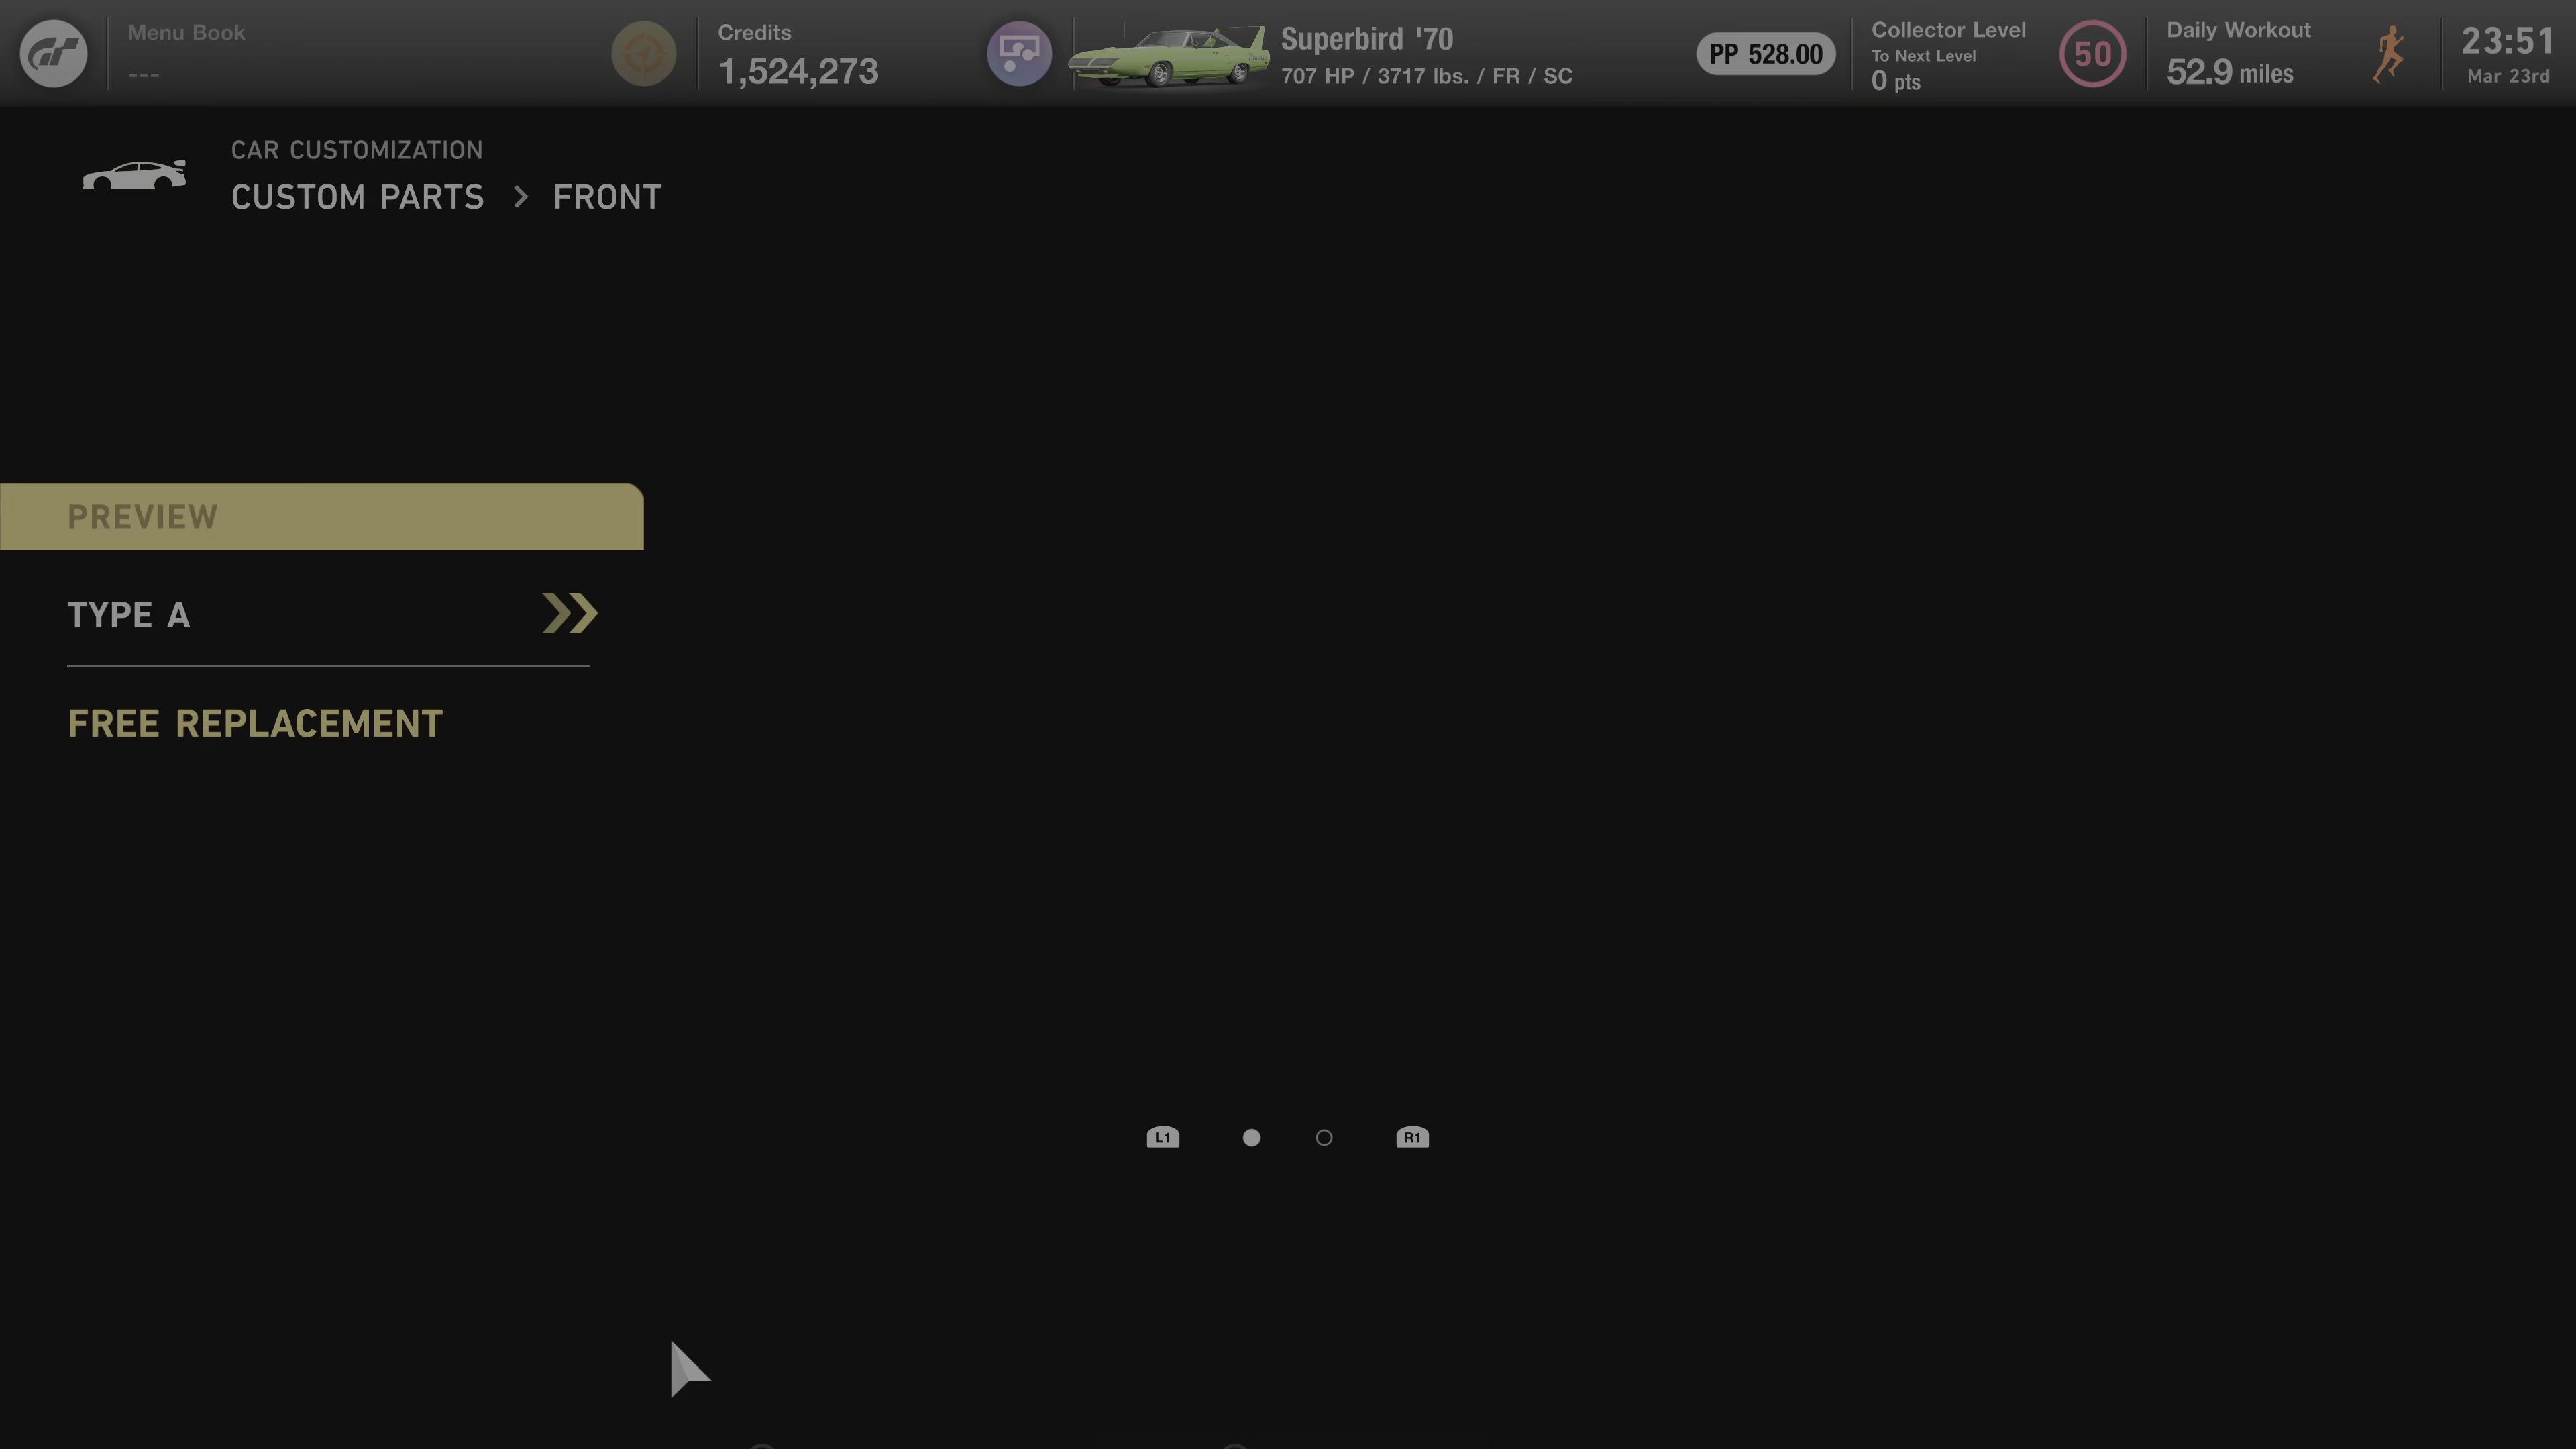 Menu Book
---
Credits
1,524,273
Superbird '70
707 HP / 3717 lbs. / FR / SC
PP 528.00
Collector Level
To Next Level
0 pts
50
Daily Workout
52.9 miles
23:51
Mar 23rd
CAR CUSTOMIZATION
CUSTOM PARTS > FRONT
PREVIEW
TYPE A
FREE REPLACEMENT
L1
R1